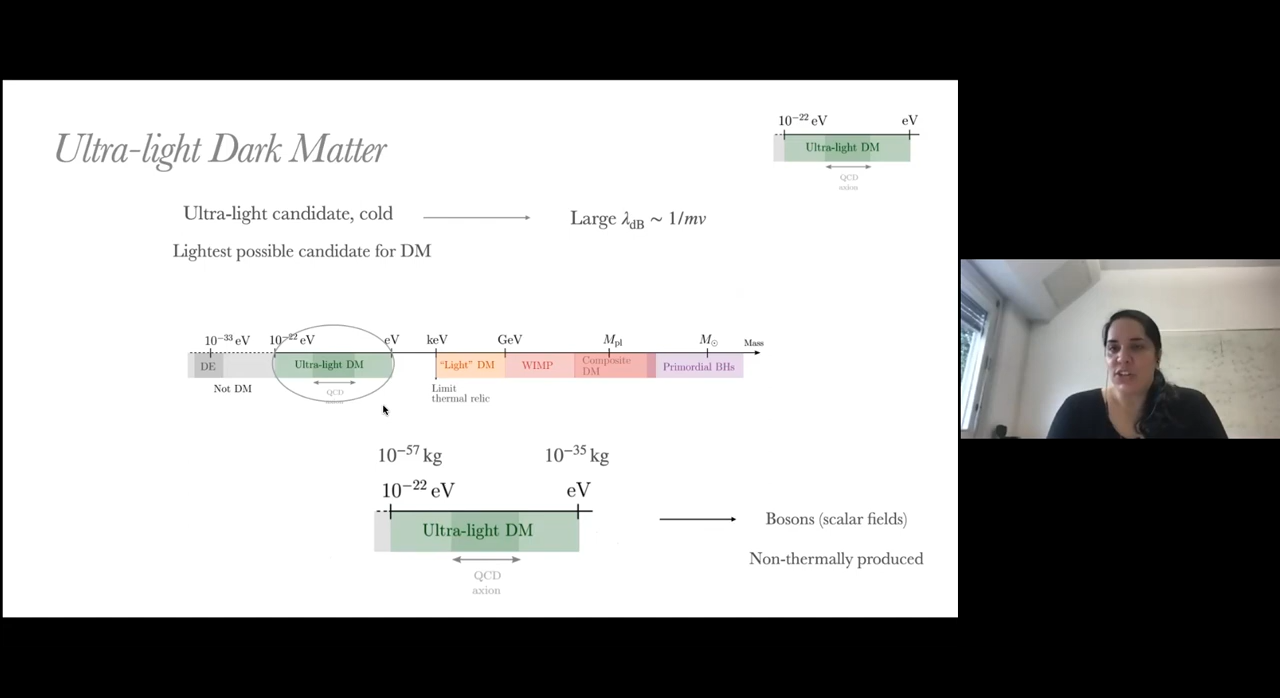 Ultra-light Dark Matter
10⁻²² eV eV
Ultra-light DM
QCD
axion
Ultra-light candidate, cold
Large λ_dB ~ 1/mv
Lightest possible candidate for DM
10⁻³³ eV 10⁻²² eV eV keV GeV M_pl M_⊙ Mass
DE Ultra-light DM "Light" DM WIMP Composite DM Primordial BHs
Not DM QCD Limit
thermal relic
10⁻⁵⁷ kg 10⁻³⁵ kg
10⁻²² eV eV
Ultra-light DM
QCD
axion
Bosons (scalar fields)
Non-thermally produced